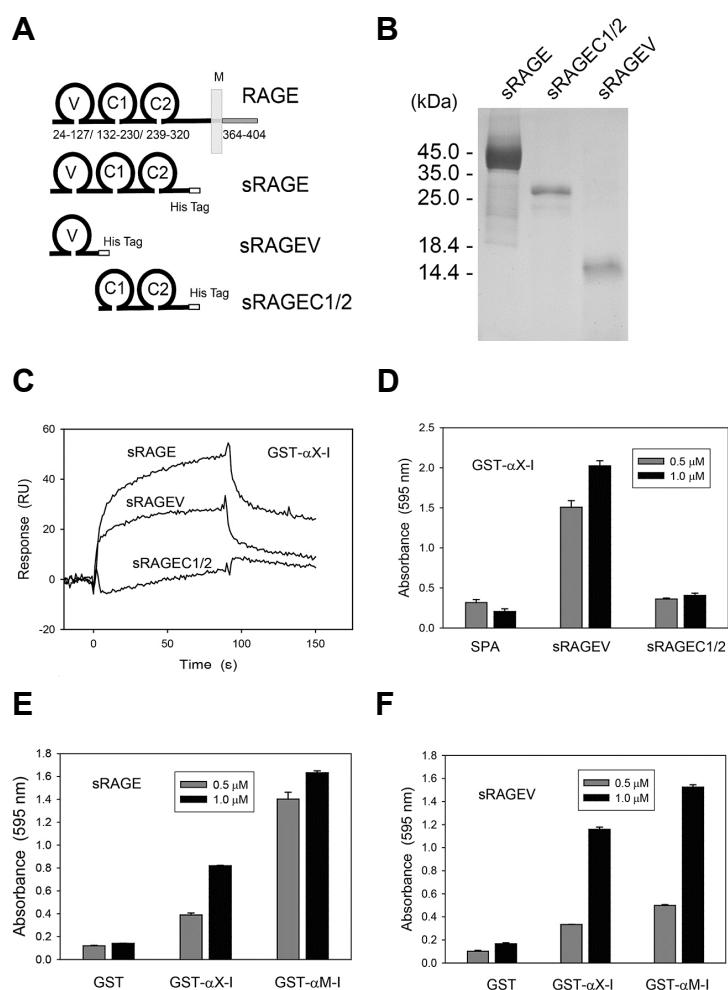 A
M
V C1 C2 RAGE
24-127/ 132-230/ 239-320 364-404
V C1 C2 sRAGE
His Tag
V His Tag sRAGEV
C1 C2 His Tag sRAGEC1/2
B
sRAGE sRAGEC1/2 sRAGEV
(kDa)
45.0 -
35.0 -
25.0 -
18.4 -
14.4 -
C
60
40
20
0
-20
Response (RU)
sRAGE GST-αX-I
sRAGEV
sRAGEC1/2
0 50 100 150
Time (s)
D
2.5
2.0
1.5
1.0
0.5
0.0
Absorbance (595 nm)
GST-αX-I
0.5 μM
1.0 μM
SPA sRAGEV sRAGEC1/2
E
1.8
1.6
1.4
1.2
1.0
0.8
0.6
0.4
0.2
0.0
Absorbance (595 nm)
sRAGE
0.5 μM
1.0 μM
GST GST-αX-I GST-αM-I
F
1.8
1.6
1.4
1.2
1.0
0.8
0.6
0.4
0.2
0.0
Absorbance (595 nm)
sRAGEV
0.5 μM
1.0 μM
GST GST-αX-I GST-αM-I